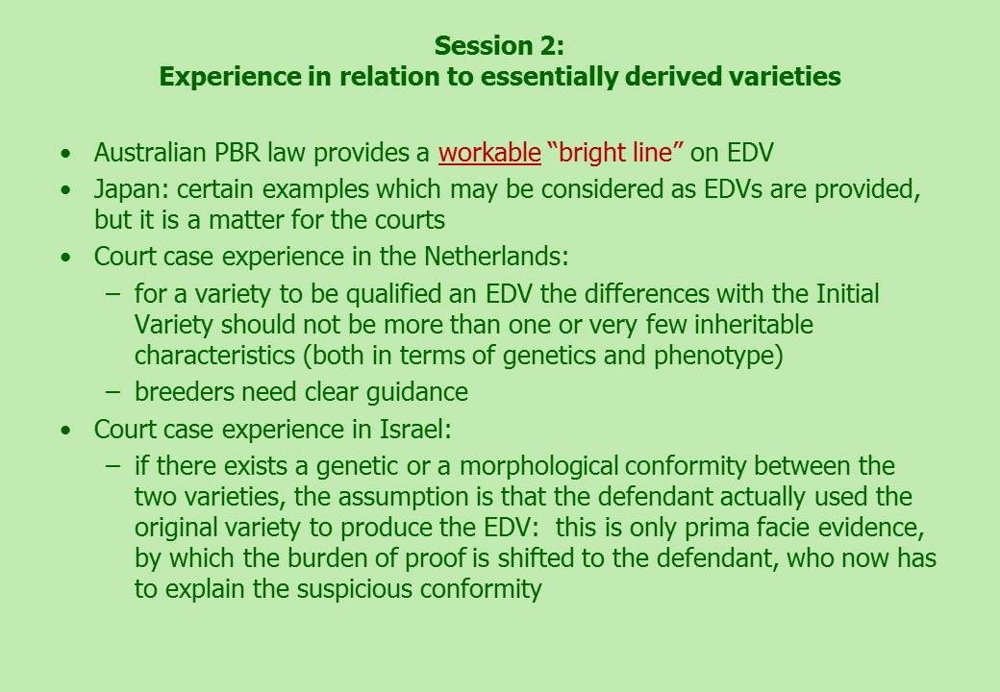 Session 2:
Experience in relation to essentially derived varieties
• Australian PBR law provides a workable “bright line” on EDV
• Japan: certain examples which may be considered as EDVs are provided,
but it is a matter for the courts
• Court case experience in the Netherlands:
– for a variety to be qualified an EDV the differences with the Initial
Variety should not be more than one or very few inheritable
characteristics (both in terms of genetics and phenotype)
– breeders need clear guidance
• Court case experience in Israel:
– if there exists a genetic or a morphological conformity between the
two varieties, the assumption is that the defendant actually used the
original variety to produce the EDV:  this is only prima facie evidence,
by which the burden of proof is shifted to the defendant, who now has
to explain the suspicious conformity